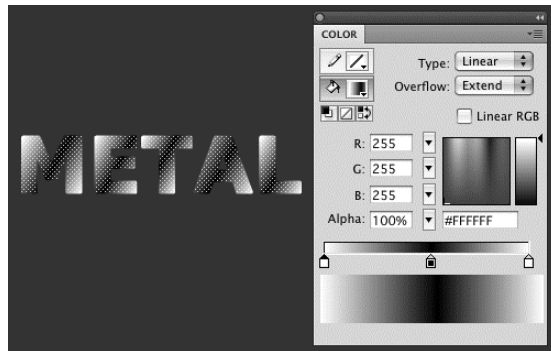 METAL
COLOR
Type: Linear
Overflow: Extend
Linear RGB
R: 255
G: 255
B: 255
Alpha: 100% #FFFFFF